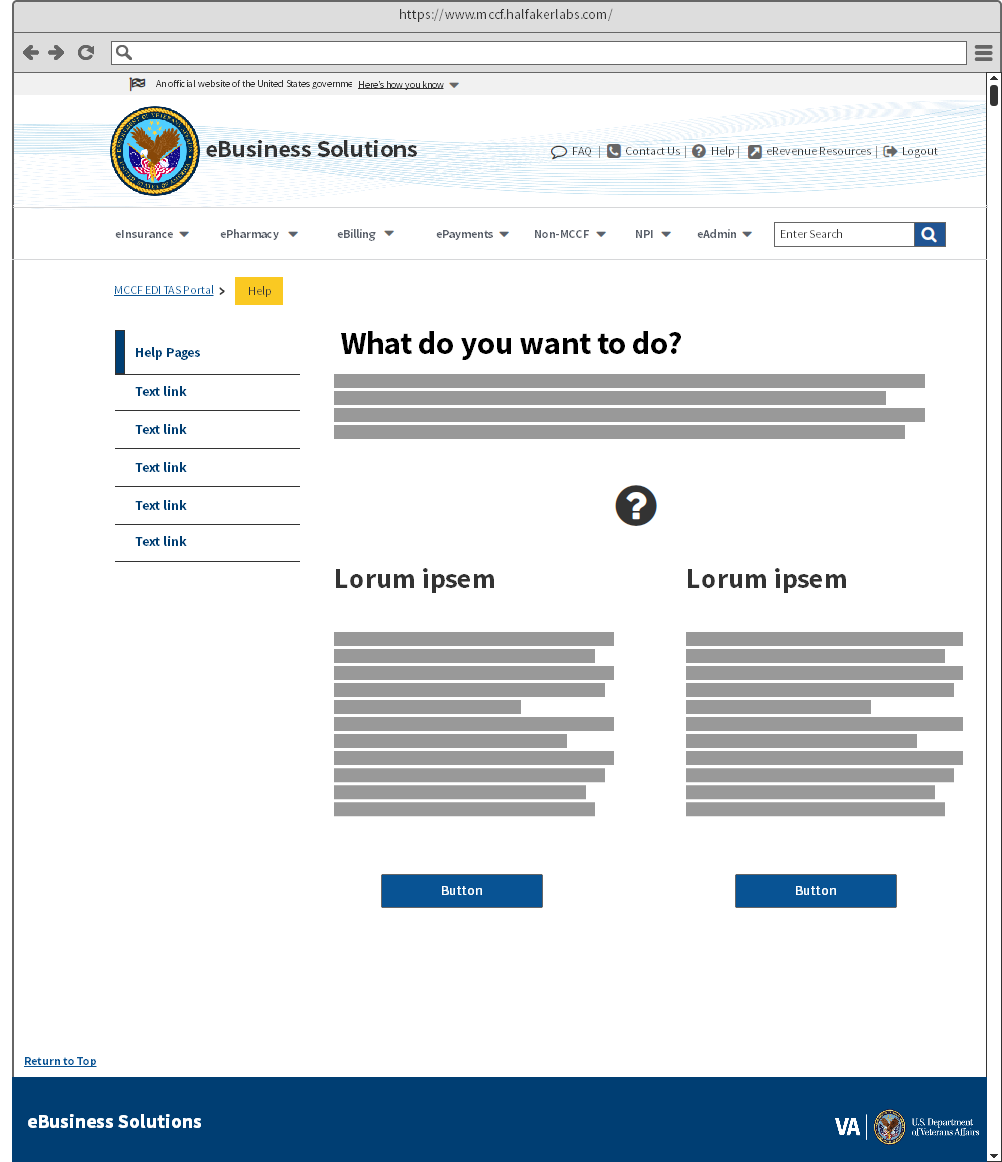 https://www.mccf.halfakerlabs.com/
An official website of the United States governme Here's how you know
eBusiness Solutions
FAQ | Contact Us | Help | eRevenue Resources | Logout
eInsurance ePharmacy eBilling ePayments Non-MCCF NPI eAdmin Enter Search
MCCF EDI TAS Portal > Help
What do you want to do?
Help Pages
Text link
Text link
Text link
Text link
Text link
?
Lorum ipsem Lorum ipsem
Button Button
Return to Top
eBusiness Solutions
VA | U.S. Department
of Veterans Affairs